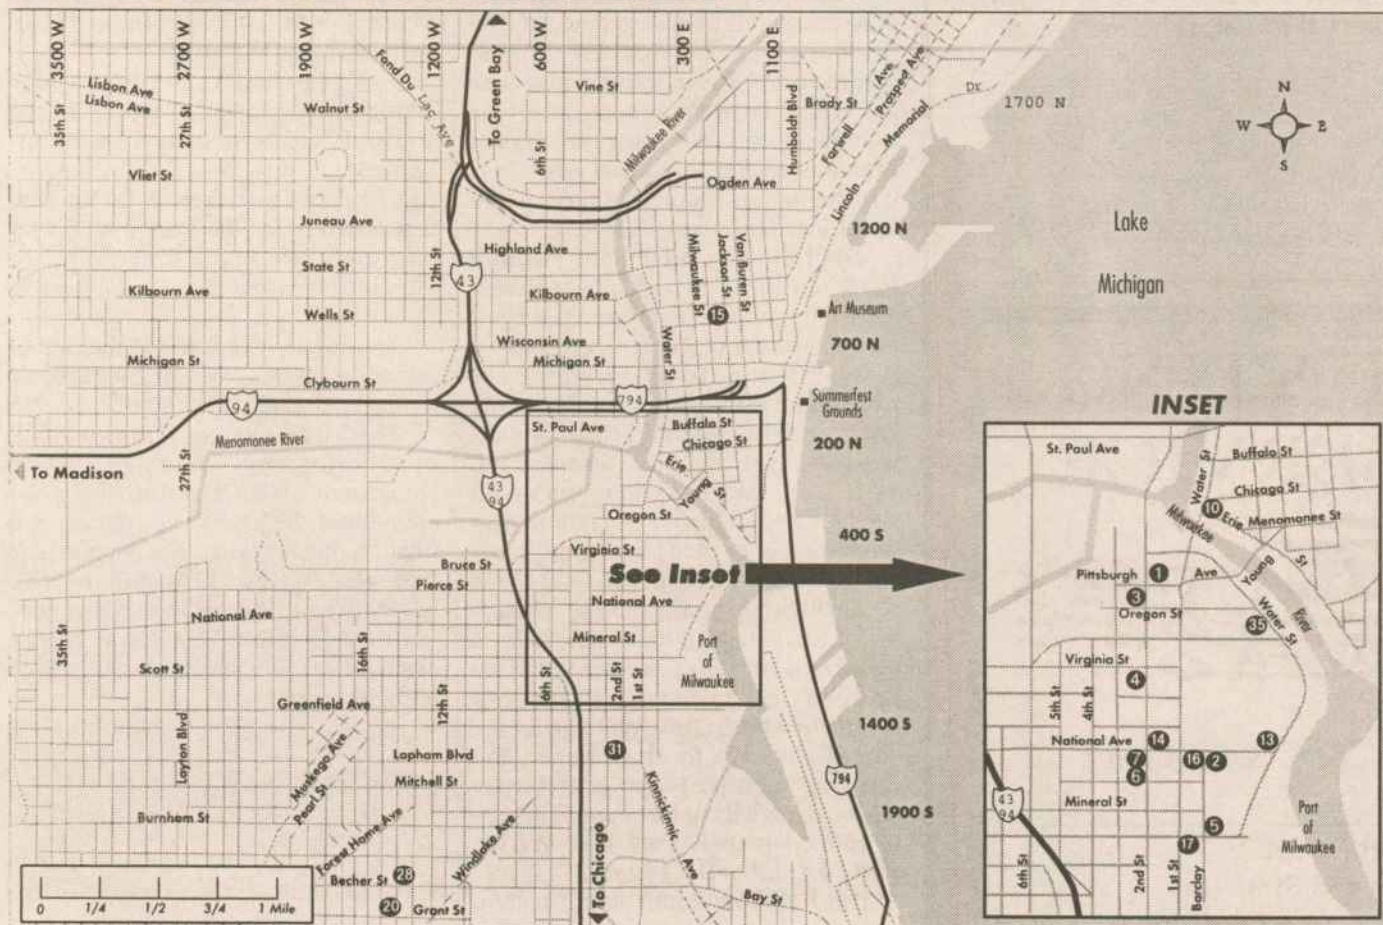 3500 W
2700 W
1900 W
1200 W
To Green Bay
600 W
300 E
1100 E
Lisbon Ave
Lisbon Ave
35th St
27th St
Walnut St
Fond Du Lac Ave
Vine St
6th St
Milwaukee River
Humboldt Blvd
Brady St
Farwell Ave
Prospect Ave
Lincoln Memorial Dr
1700 N
N
W E
S
Vliet St
Ogden Ave
Juneau Ave
1200 N
Lake
Michigan
Highland Ave
State St
12th St
43
Milwaukee St
Jackson St
Van Buren St
Kilbourn Ave
Kilbourn Ave
Wells St
15
Art Museum
Wisconsin Ave
Water St
700 N
Michigan St
Michigan St
Clybourn St
94
794
Summerfest
Grounds
St. Paul Ave
Buffalo St
Chicago St
200 N
Menomonee River
To Madison
27th St
43
94
Erie St
Young
Oregon St
Virginia St
400 S
Bruce St
Pierce St
See Inset
National Ave
National Ave
35th St
16th St
Mineral St
Port
of
Milwaukee
Scott St
12th St
6th St
2nd St
1st St
Greenfield Ave
1400 S
Layton Blvd
Muskego Ave
Pearl St
Lapham Blvd
31
Mitchell St
794
Kinnickinnic Ave
1900 S
Burnham St
Forest Home Ave
Windlake Ave
Becher St
28
20
Grant St
To Chicago
Bay St
0 1/4 1/2 3/4 1 Mile
INSET
St. Paul Ave
Water St
Buffalo St
Chicago St
10
Erie St
Menomonee St
Milwaukee River
Pittsburgh Ave
1
Young
3
Oregon St
Water St
35
Virginia St
4
5th St
4th St
National Ave
14
13
7
16
2
6
Mineral St
43
94
5
17
Port
of
Milwaukee
6th St
2nd St
1st St
Barclay